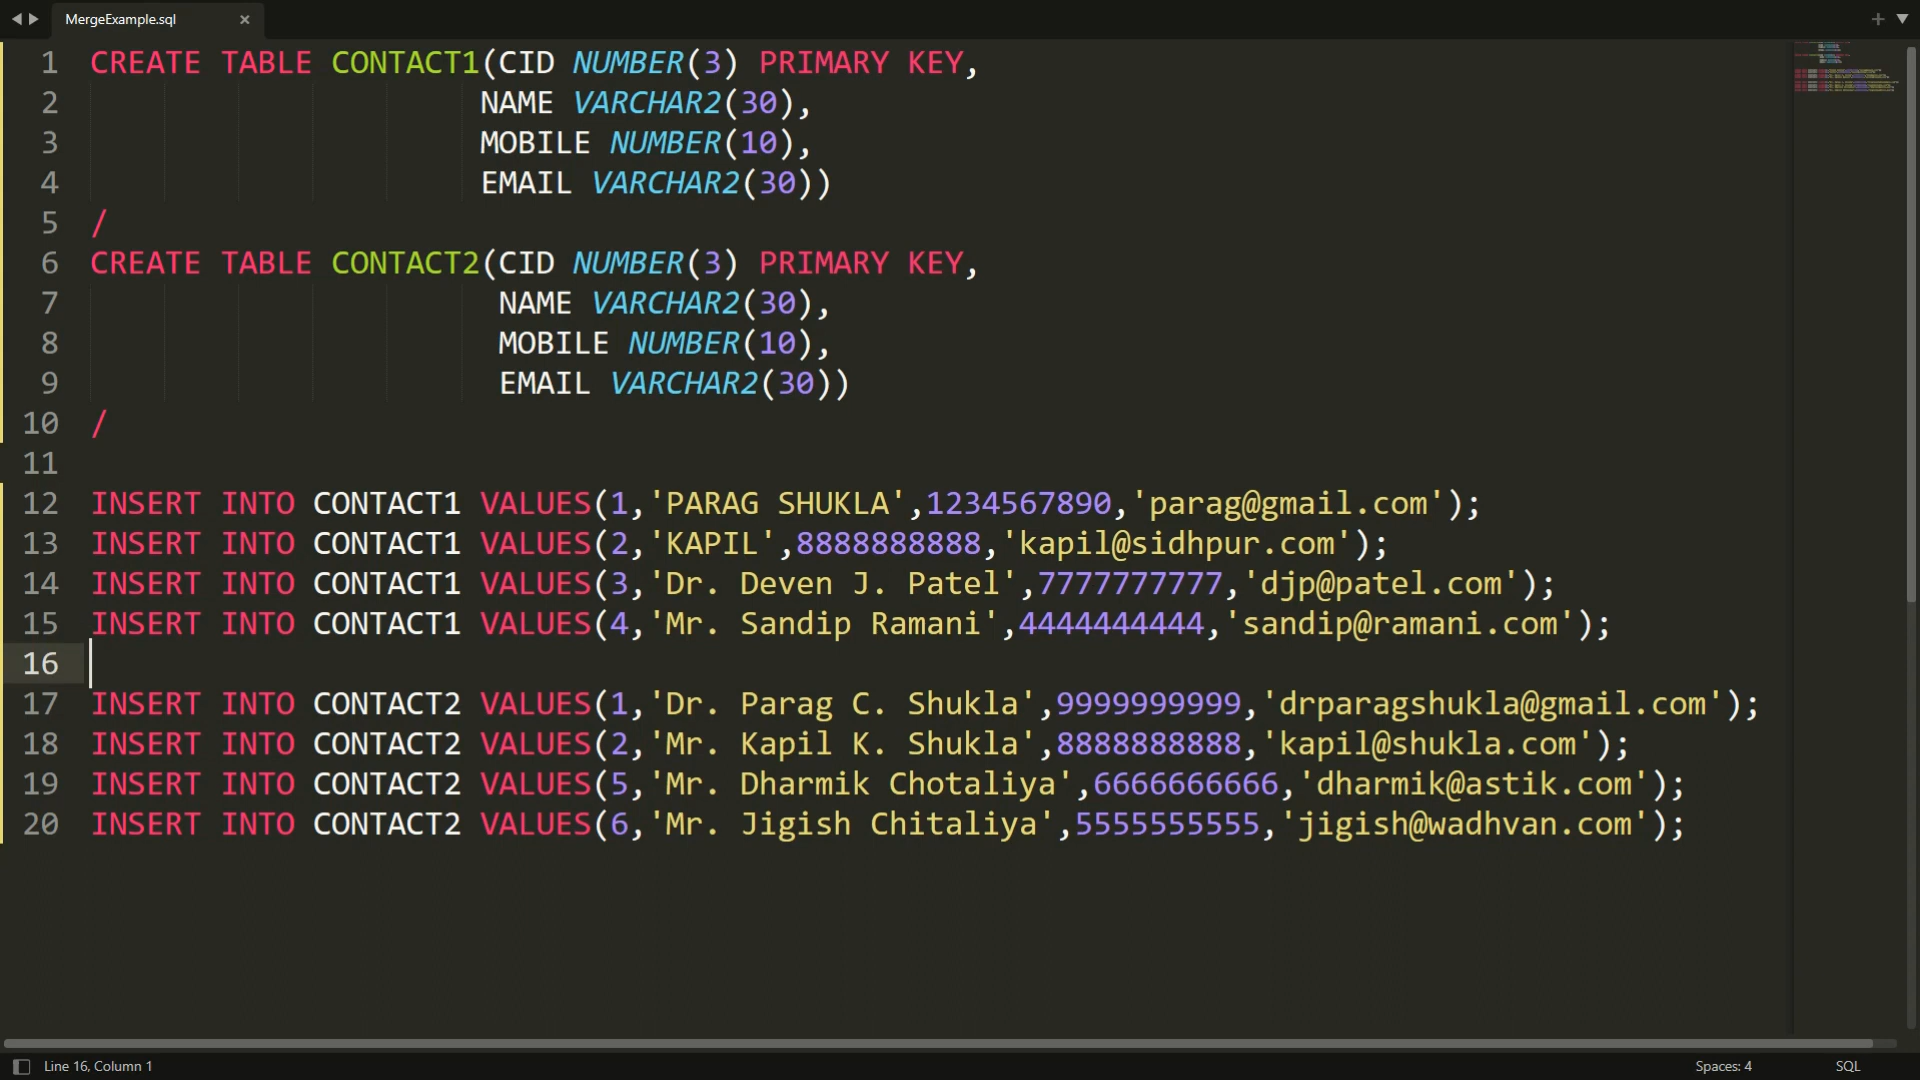 MergeExample.sql
1 CREATE TABLE CONTACT1(CID NUMBER(3) PRIMARY KEY,
2 NAME VARCHAR2(30),
3 MOBILE NUMBER(10),
4 EMAIL VARCHAR2(30))
5 /
6 CREATE TABLE CONTACT2(CID NUMBER(3) PRIMARY KEY,
7 NAME VARCHAR2(30),
8 MOBILE NUMBER(10),
9 EMAIL VARCHAR2(30))
10 /
11
12 INSERT INTO CONTACT1 VALUES(1,'PARAG SHUKLA',1234567890,'parag@gmail.com');
13 INSERT INTO CONTACT1 VALUES(2,'KAPIL',8888888888,'kapil@sidhpur.com');
14 INSERT INTO CONTACT1 VALUES(3,'Dr. Deven J. Patel',7777777777,'djp@patel.com');
15 INSERT INTO CONTACT1 VALUES(4,'Mr. Sandip Ramani',4444444444,'sandip@ramani.com');
16
17 INSERT INTO CONTACT2 VALUES(1,'Dr. Parag C. Shukla',9999999999,'drparagshukla@gmail.com');
18 INSERT INTO CONTACT2 VALUES(2,'Mr. Kapil K. Shukla',8888888888,'kapil@shukla.com');
19 INSERT INTO CONTACT2 VALUES(5,'Mr. Dharmik Chotaliya',6666666666,'dharmik@astik.com');
20 INSERT INTO CONTACT2 VALUES(6,'Mr. Jigish Chitaliya',5555555555,'jigish@wadhvan.com');
Line 16, Column 1
Spaces: 4
SQL